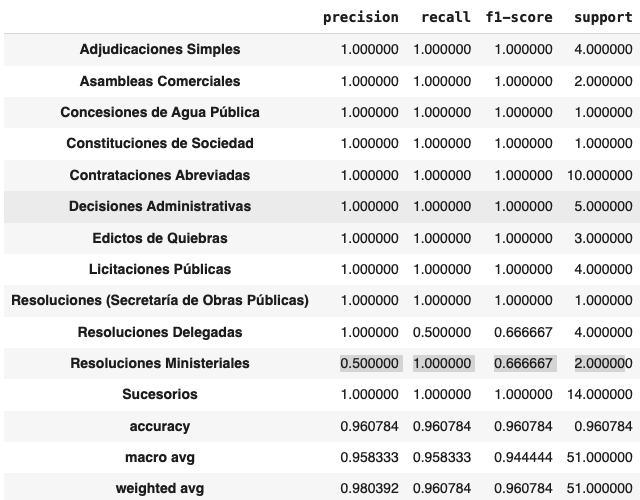 precision recall f1-score support
Adjudicaciones Simples 1.000000 1.000000 1.000000 4.000000
Asambleas Comerciales 1.000000 1.000000 1.000000 2.000000
Concesiones de Agua Pública 1.000000 1.000000 1.000000 1.000000
Constituciones de Sociedad 1.000000 1.000000 1.000000 1.000000
Contrataciones Abreviadas 1.000000 1.000000 1.000000 10.000000
Decisiones Administrativas 1.000000 1.000000 1.000000 5.000000
Edictos de Quiebras 1.000000 1.000000 1.000000 3.000000
Licitaciones Públicas 1.000000 1.000000 1.000000 4.000000
Resoluciones (Secretaría de Obras Públicas) 1.000000 1.000000 1.000000 1.000000
Resoluciones Delegadas 1.000000 0.500000 0.666667 4.000000
Resoluciones Ministeriales 0.500000 1.000000 0.666667 2.000000
Sucesorios 1.000000 1.000000 1.000000 14.000000
accuracy 0.960784 0.960784 0.960784 0.960784
macro avg 0.958333 0.958333 0.944444 51.000000
weighted avg 0.980392 0.960784 0.960784 51.000000